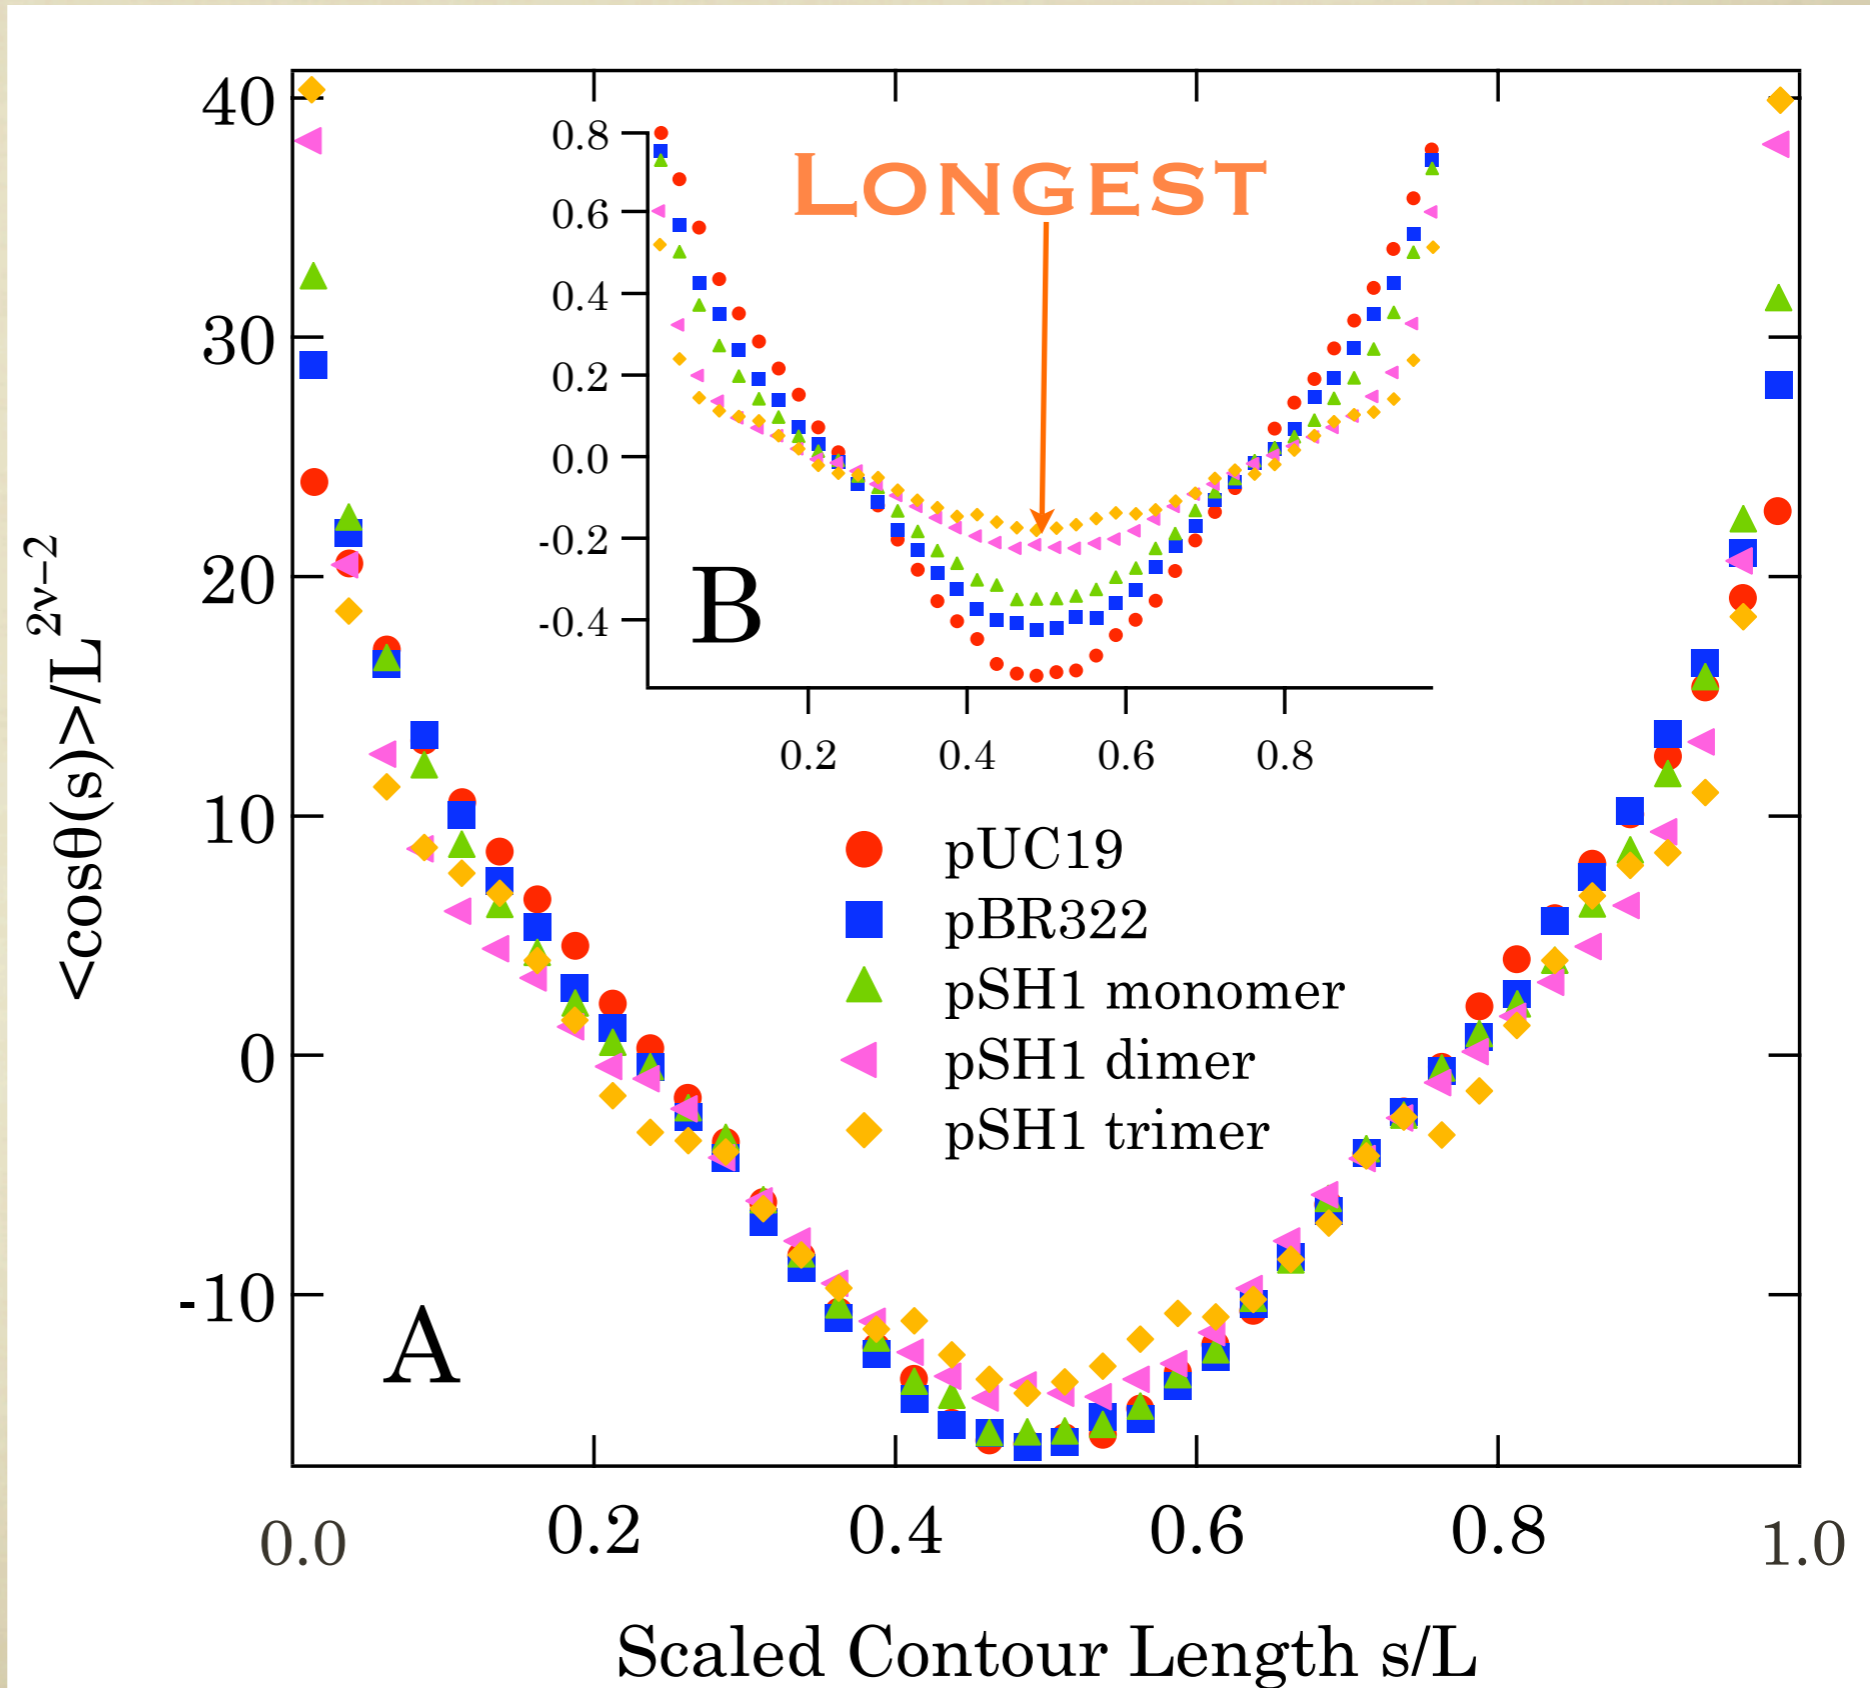 40
30
20
10
0
-10
<cosθ(s)>/L^2ν−2
0.8
0.6
0.4
0.2
0.0
-0.2
-0.4
LONGEST
B
0.2 0.4 0.6 0.8
pUC19
pBR322
pSH1 monomer
pSH1 dimer
pSH1 trimer
A
0.0 0.2 0.4 0.6 0.8 1.0
Scaled Contour Length s/L